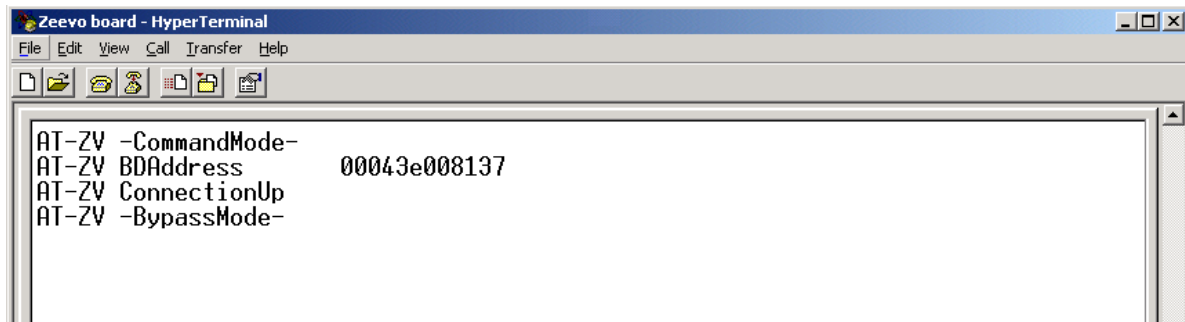 Zeevo board - HyperTerminal
File Edit View Call Transfer Help
AT-ZV -CommandMode-
AT-ZV BDAddress 00043e008137
AT-ZV ConnectionUp
AT-ZV -BypassMode-